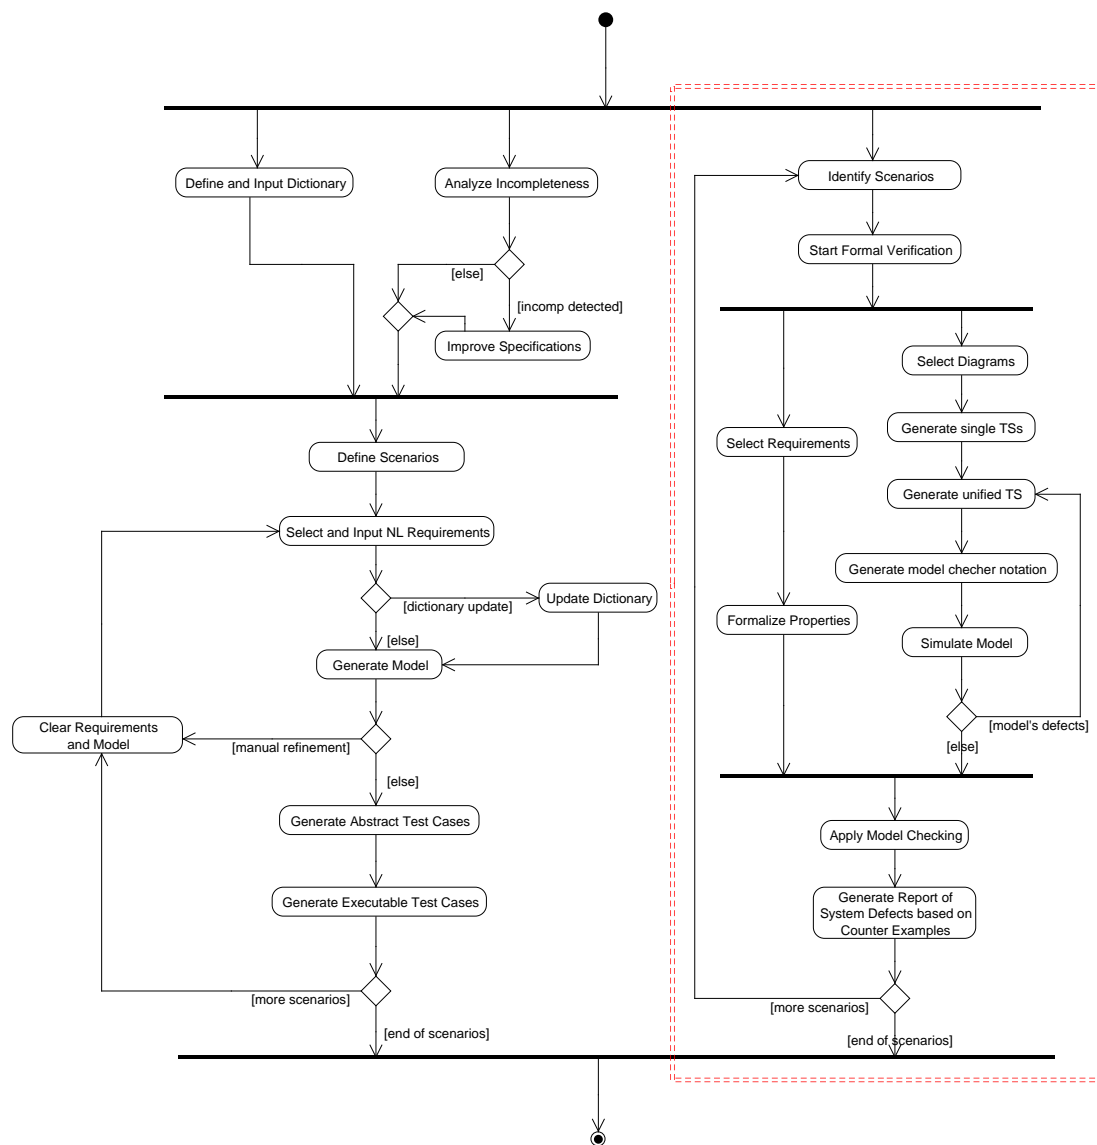 Define and Input Dictionary
Analyze Incompleteness
[else]
[incomp detected]
Improve Specifications
Define Scenarios
Select and Input NL Requirements
[dictionary update]
Update Dictionary
[else]
Generate Model
Clear Requirements
and Model
[manual refinement]
[else]
Generate Abstract Test Cases
Generate Executable Test Cases
[more scenarios]
[end of scenarios]
Identify Scenarios
Start Formal Verification
Select Diagrams
Generate single TSs
Select Requirements
Generate unified TS
Generate model checher notation
Formalize Properties
Simulate Model
[model's defects]
[else]
Apply Model Checking
Generate Report of
System Defects based on
Counter Examples
[more scenarios]
[end of scenarios]